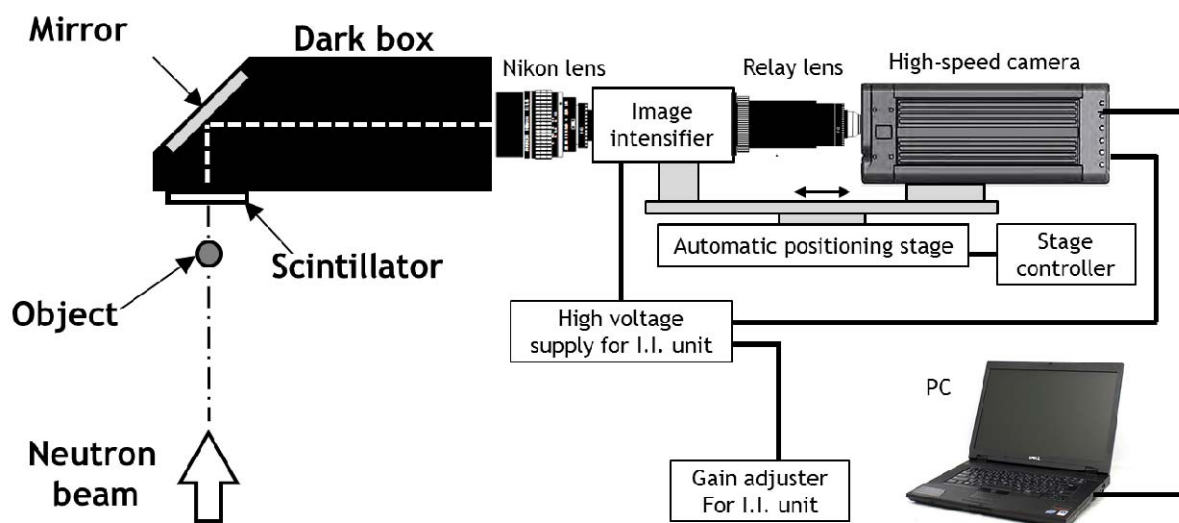 Mirror
Dark box
Nikon lens
Relay lens
High-speed camera
Image
intensifier
Scintillator
Object
Automatic positioning stage
Stage
controller
High voltage
supply for I.I. unit
PC
Neutron
beam
Gain adjuster
For I.I. unit